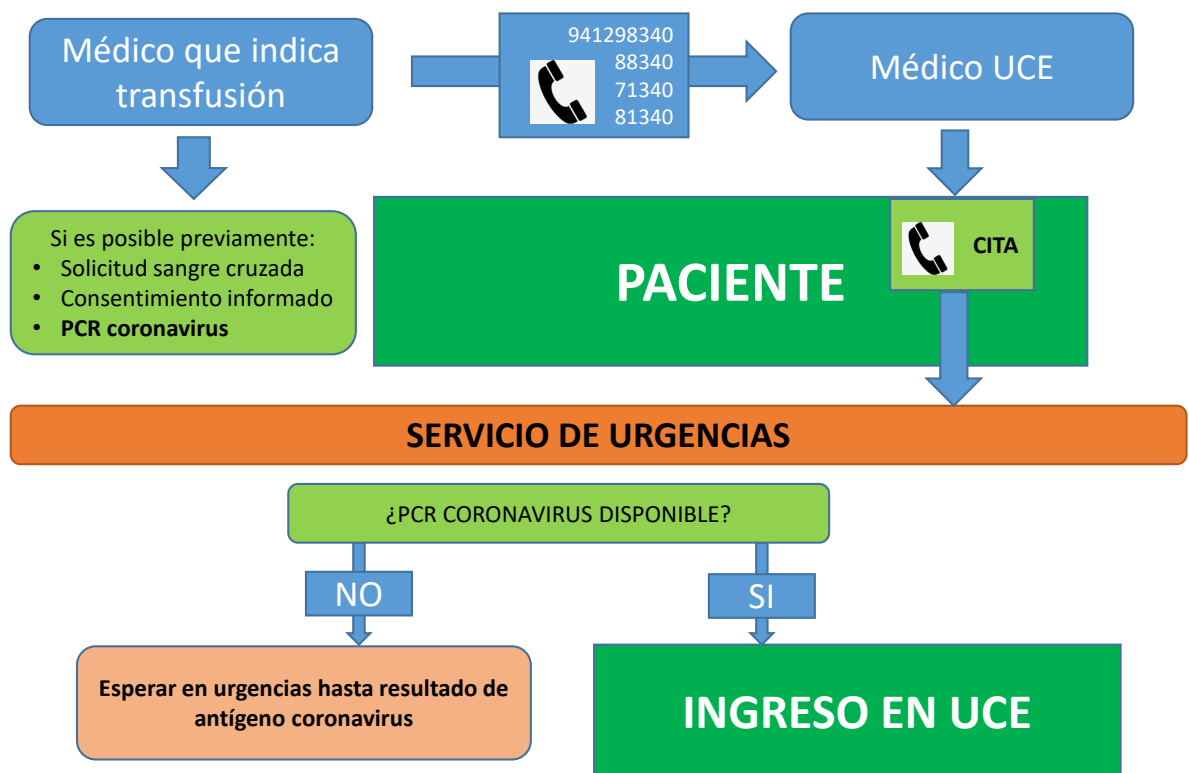 Médico que indica
transfusión
941298340
88340
71340
81340
Médico UCE
Si es posible previamente:
• Solicitud sangre cruzada
• Consentimiento informado
• PCR coronavirus
PACIENTE
CITA
SERVICIO DE URGENCIAS
¿PCR CORONAVIRUS DISPONIBLE?
NO
SI
Esperar en urgencias hasta resultado de
antígeno coronavirus
INGRESO EN UCE